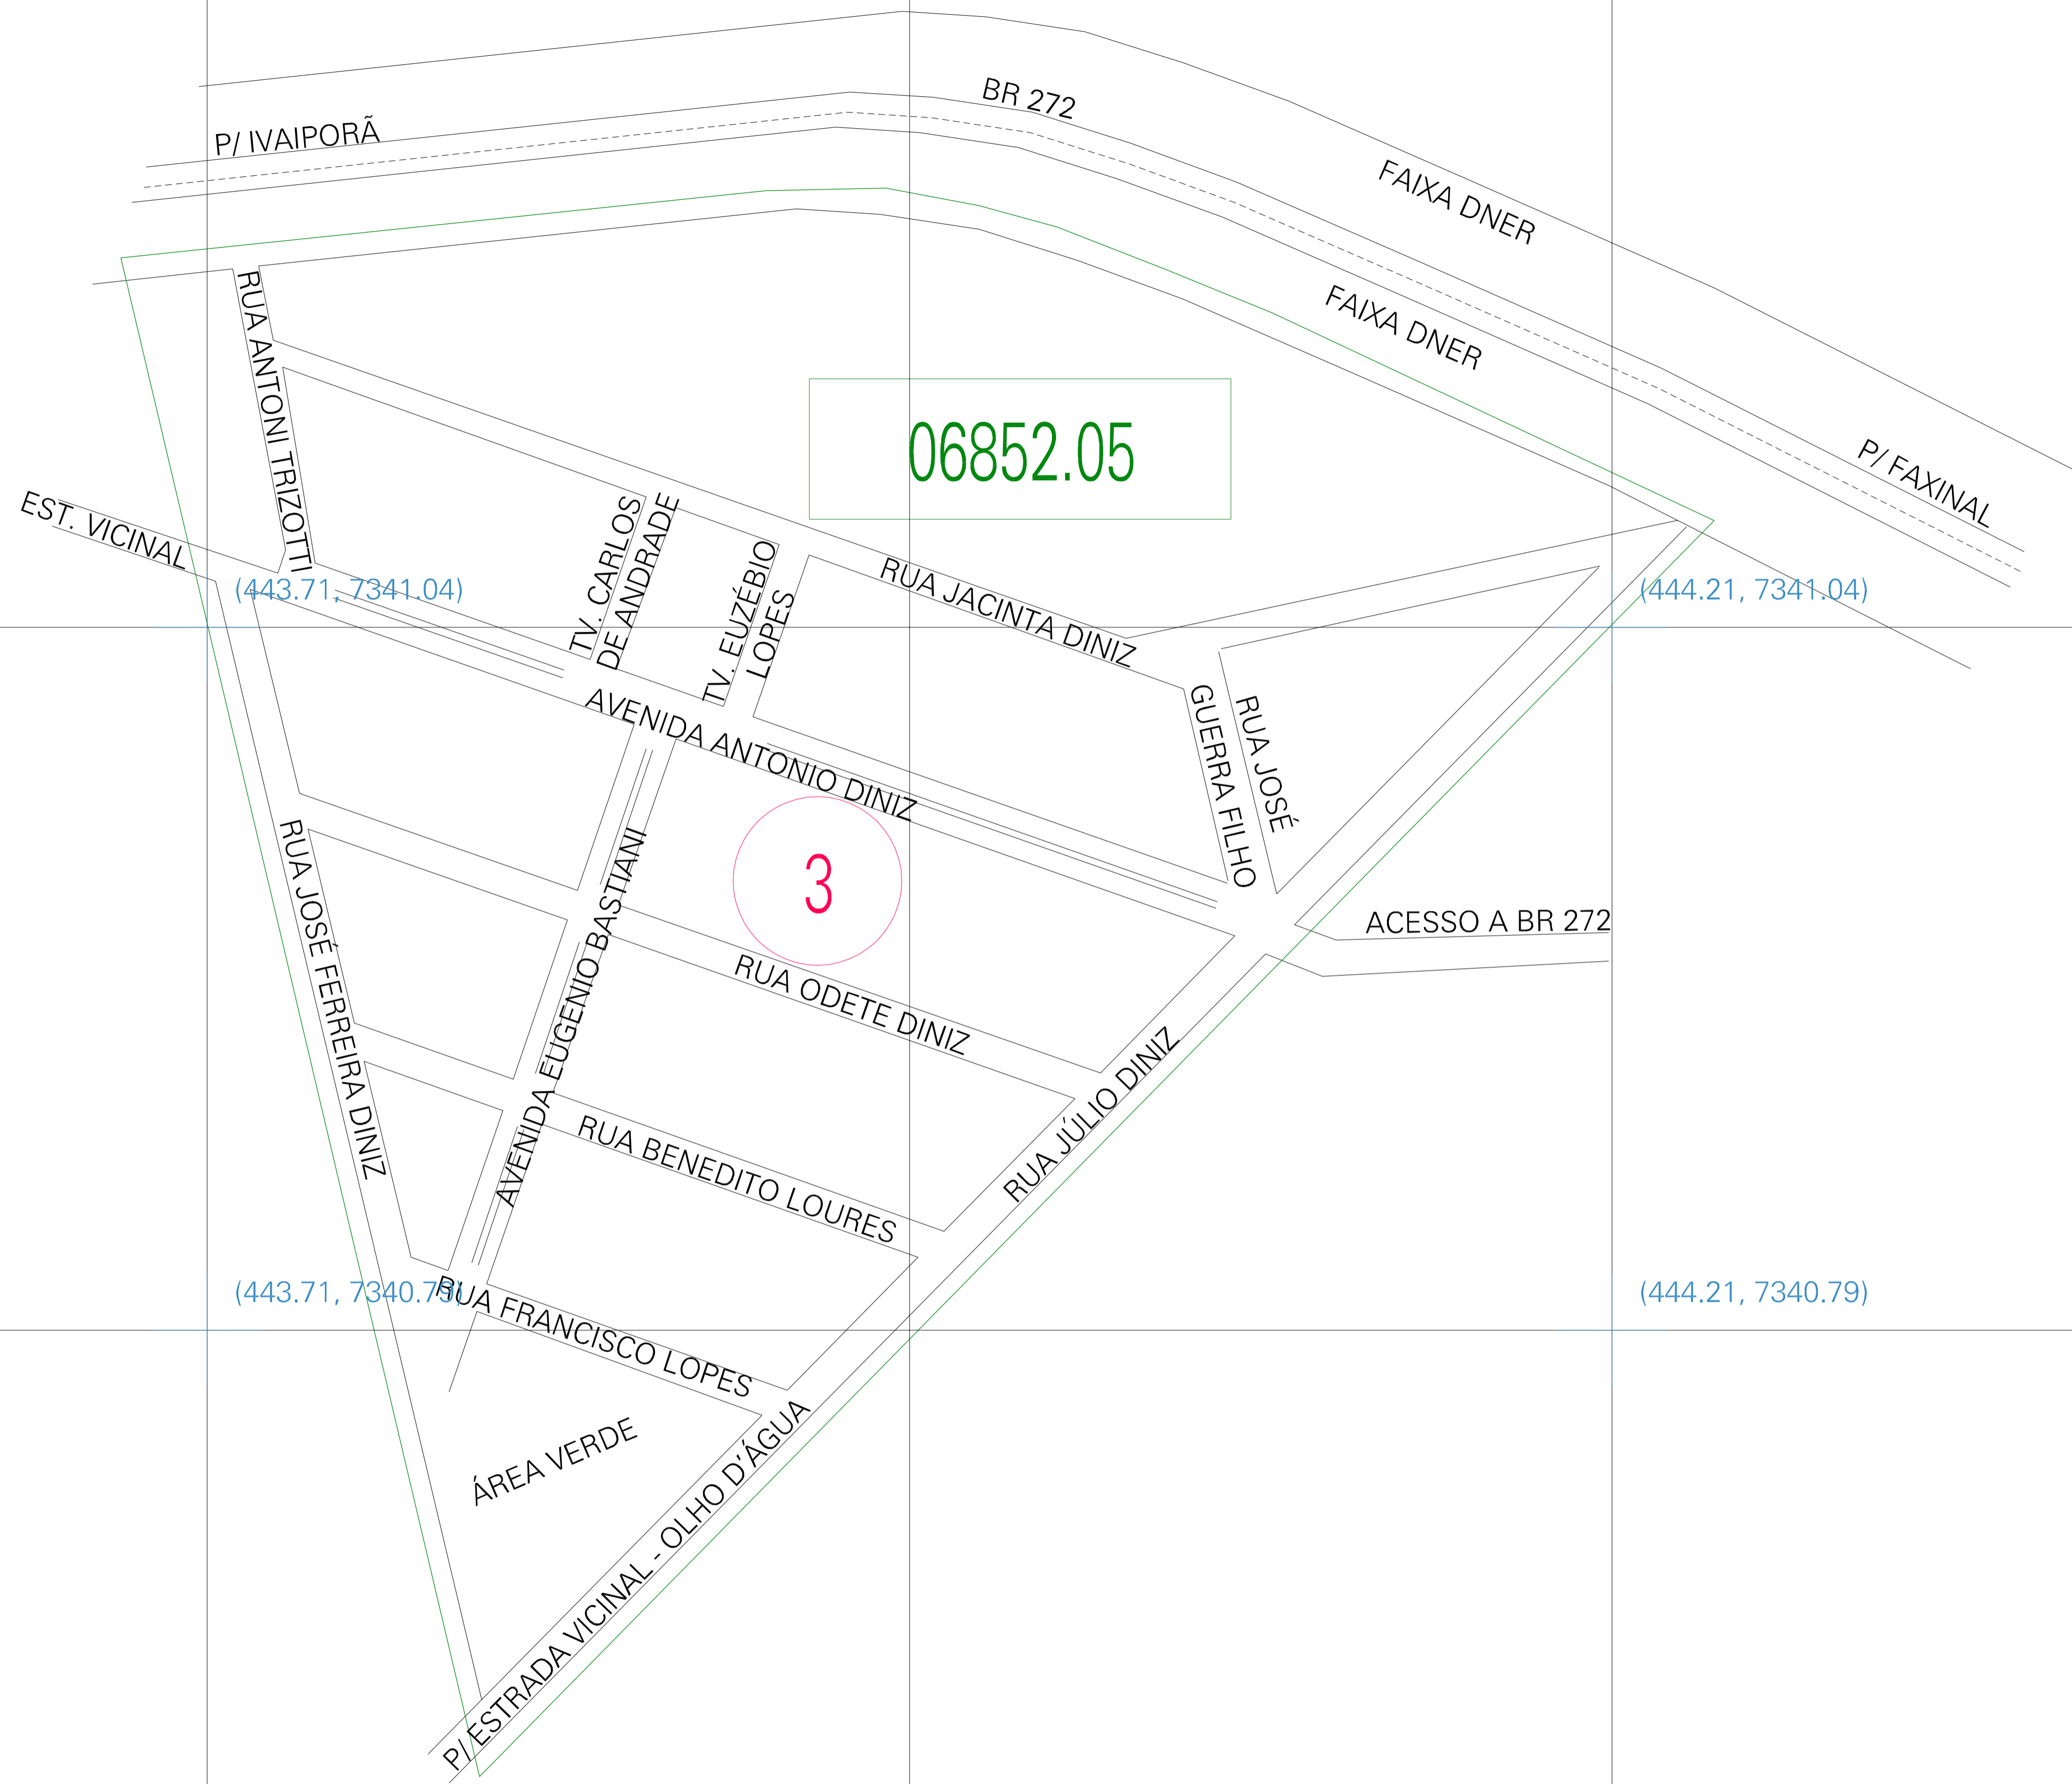 BR 272
P/ IVAIPORÃ
FAIXA DNER
FAIXA DNER
P/ FAXINAL
RUA ANTONI TRIZOTTI
06852.05
EST. VICINAL
TV. CARLOS
DE ANDRADE
TV. EUZÉBIO
LOPES
RUA JACINTA DINIZ
(443.71, 7341.04)
(444.21, 7341.04)
AVENIDA ANTONIO DINIZ
RUA JOSÉ
GUERRA FILHO
3
RUA JOSÉ FERREIRA DINIZ
AVENIDA EUGENIO BASTIANI
ACESSO A BR 272
RUA ODETE DINIZ
RUA JÚLIO DINIZ
RUA BENEDITO LOURES
(443.71, 7340.79)
(444.21, 7340.79)
RUA FRANCISCO LOPES
ÁREA VERDE
P/ ESTRADA VICINAL - OLHO D'ÁGUA